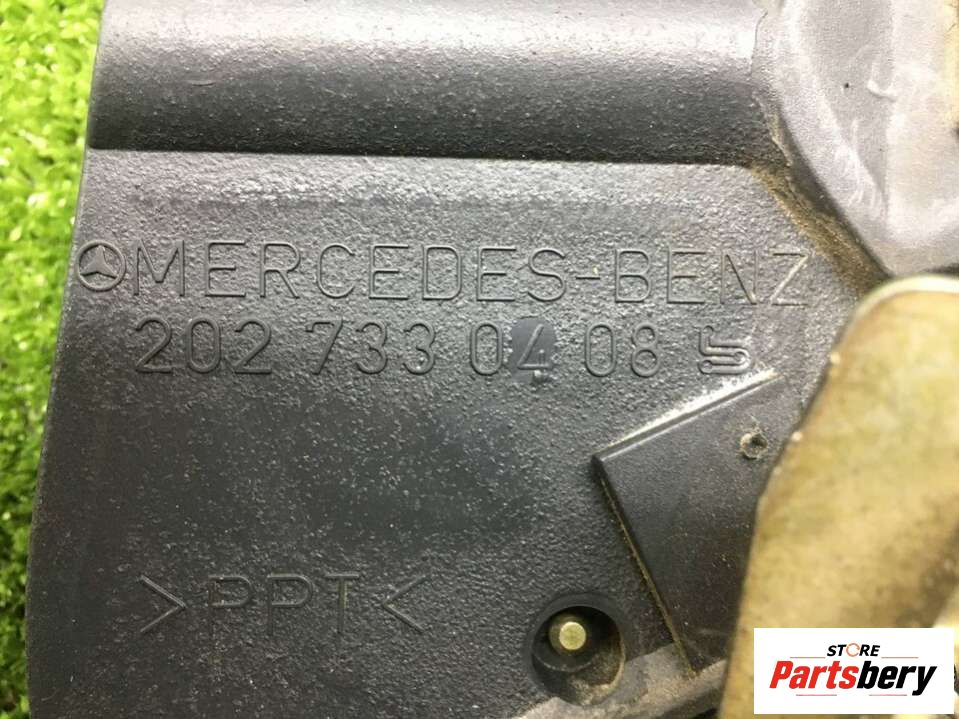 MERCEDES-BENZ
202 733 04 08
>PPT<
STORE
Partsbery